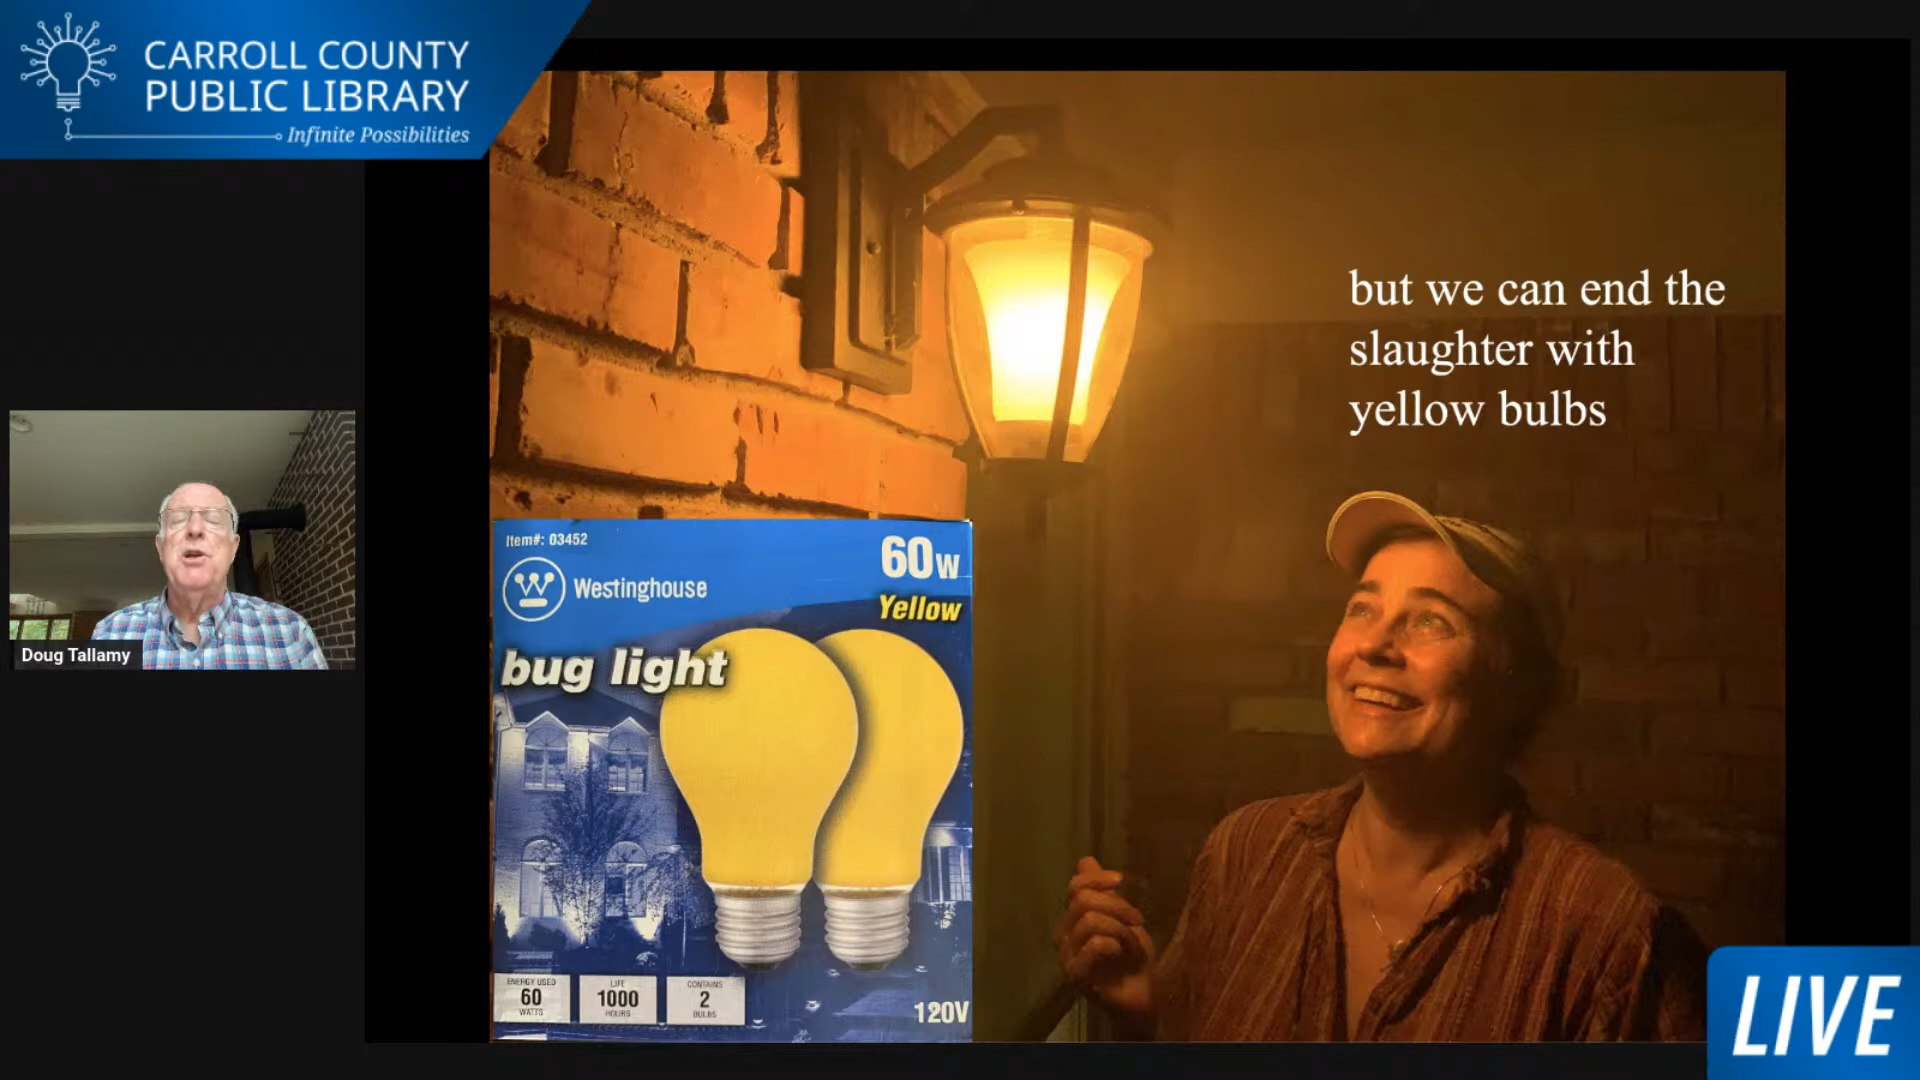 CARROLL COUNTY
PUBLIC LIBRARY
Infinite Possibilities
but we can end the
slaughter with
yellow bulbs
Item#: 03452
60W
Westinghouse
Yellow
bug light
Doug Tallamy
ENERGY USED
60
WATTS
LIFE
1000
HOURS
CONTAINS
2
BULBS
120V
LIVE